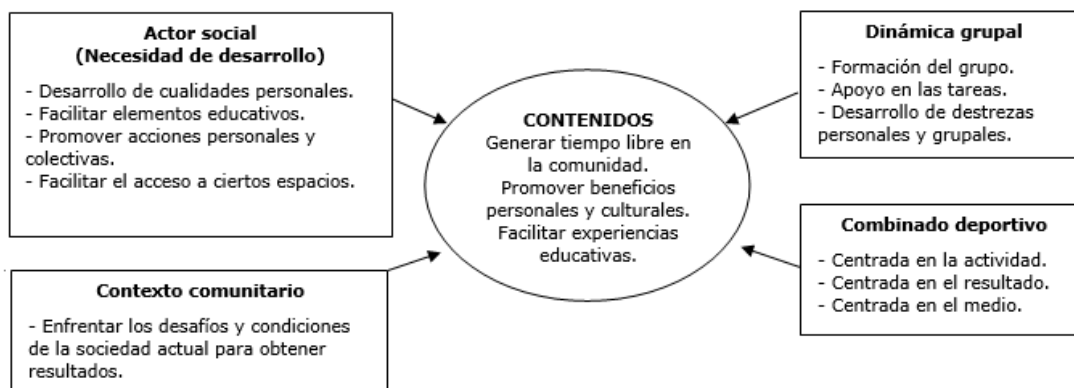 Actor social
(Necesidad de desarrollo)
- Desarrollo de cualidades personales.
- Facilitar elementos educativos.
- Promover acciones personales y
colectivas.
- Facilitar el acceso a ciertos espacios.
Dinámica grupal
- Formación del grupo.
- Apoyo en las tareas.
- Desarrollo de destrezas
personales y grupales.
CONTENIDOS
Generar tiempo libre en
la comunidad.
Promover beneficios
personales y culturales.
Facilitar experiencias
educativas.
Contexto comunitario
- Enfrentar los desafíos y condiciones
de la sociedad actual para obtener
resultados.
Combinado deportivo
- Centrada en la actividad.
- Centrada en el resultado.
- Centrada en el medio.